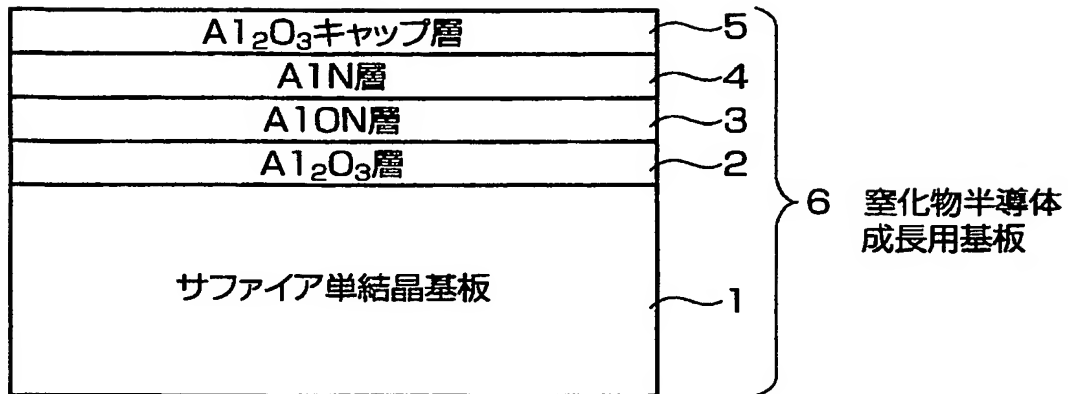 Al₂O₃キャップ層 5
AlN層 4
AlON層 3
Al₂O₃層 2
6 窒化物半導体
成長用基板
サファイア単結晶基板 1